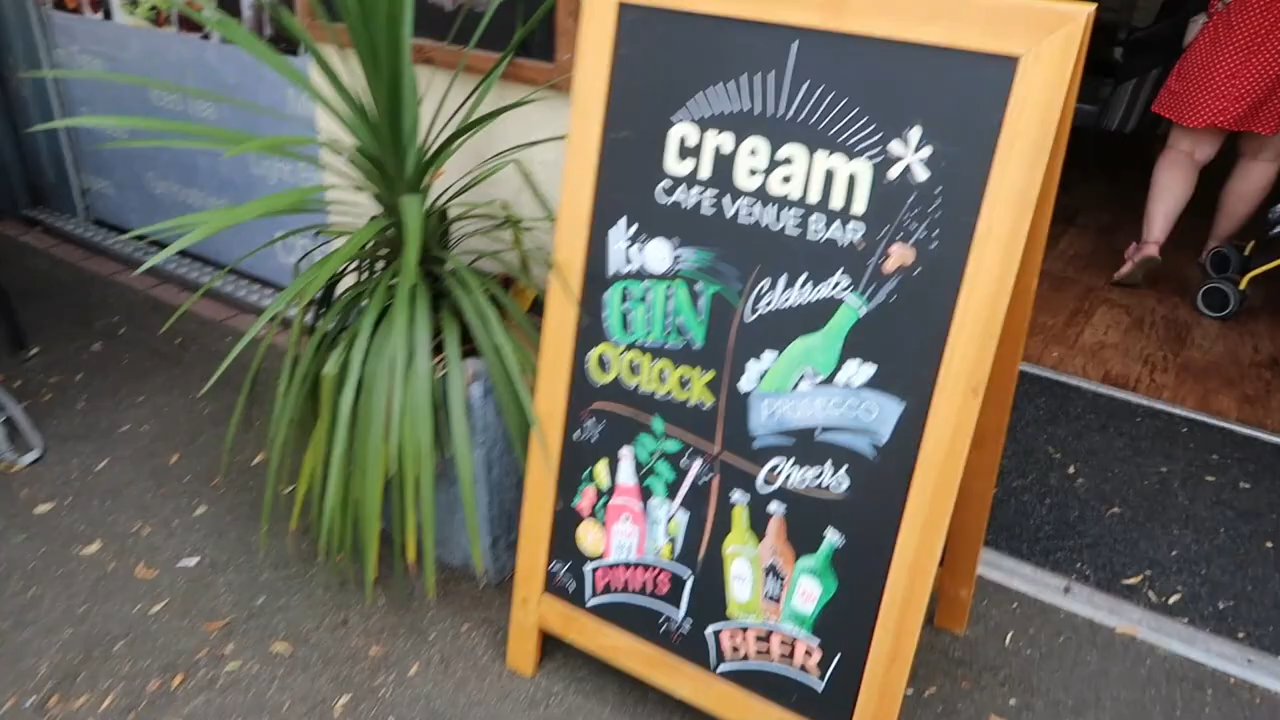 cream
CAFE VENUE BAR
It's
GIN
O'CLOCK
Celebrate
PROSECCO
Cheers
PIMM'S
BEER